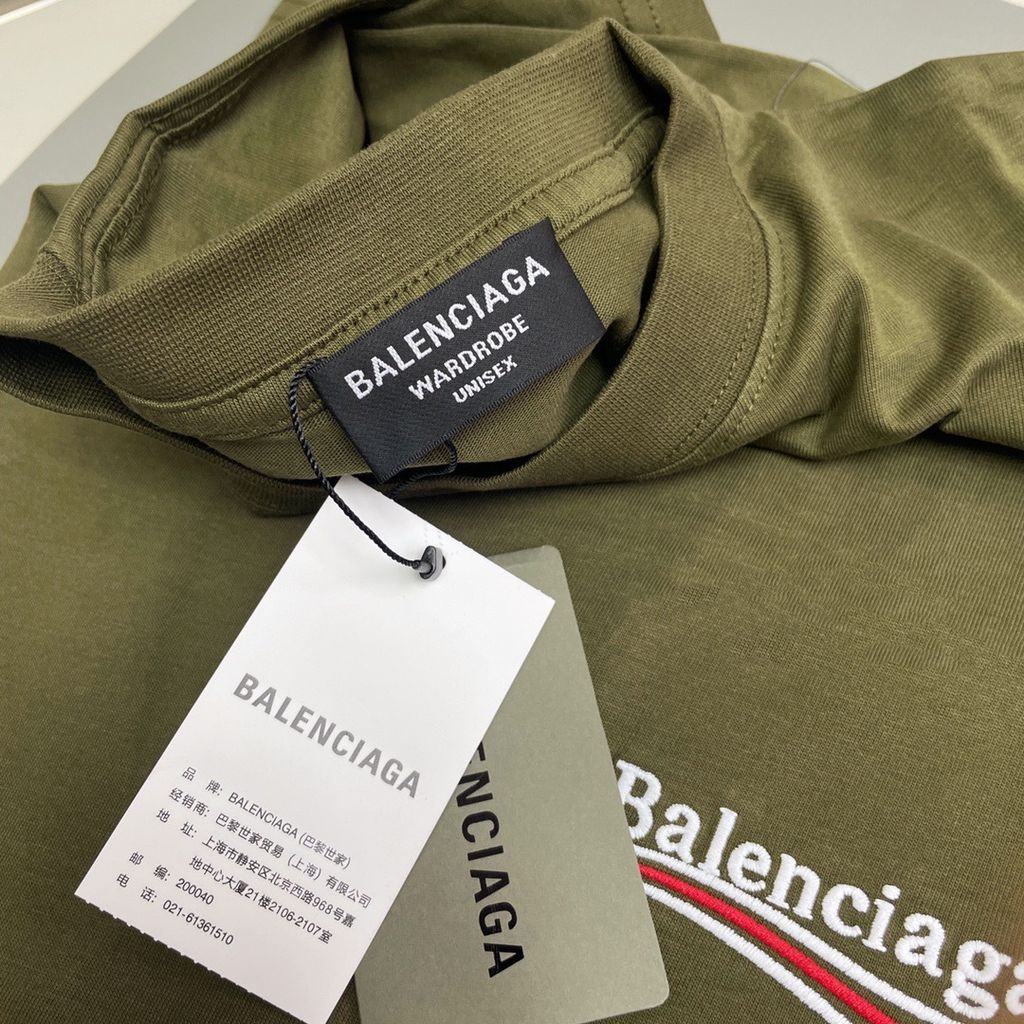 BALENCIAGA
WARDROBE
UNISEX
BALENCIAGA
品 牌: BALENCIAGA (巴黎世家)
经销商: 巴黎世家贸易 (上海) 有限公司
地 址: 上海市静安区北京西路968号嘉
地中心大厦21楼2106-2107室
邮 编: 200040
电 话: 021-61361510
ENCIAGA
Balenciaga